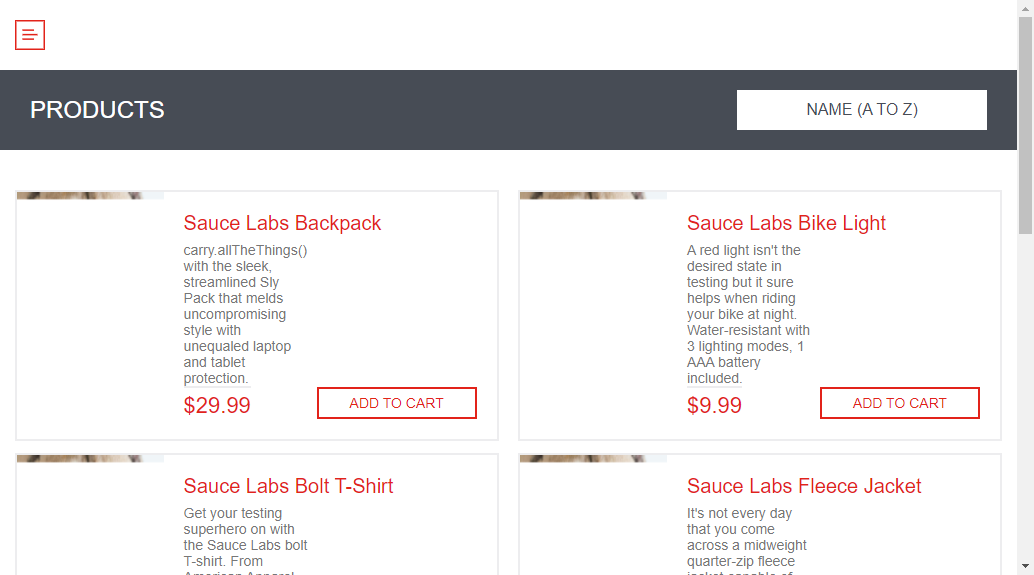 PRODUCTS
NAME (A TO Z)
Sauce Labs Backpack
carry.allTheThings()
with the sleek,
streamlined Sly
Pack that melds
uncompromising
style with
unequaled laptop
and tablet
protection.
$29.99
ADD TO CART
Sauce Labs Bike Light
A red light isn't the
desired state in
testing but it sure
helps when riding
your bike at night.
Water-resistant with
3 lighting modes, 1
AAA battery
included.
$9.99
ADD TO CART
Sauce Labs Bolt T-Shirt
Get your testing
superhero on with
the Sauce Labs bolt
T-shirt. From
American Apparel
Sauce Labs Fleece Jacket
It's not every day
that you come
across a midweight
quarter-zip fleece
jacket capable of